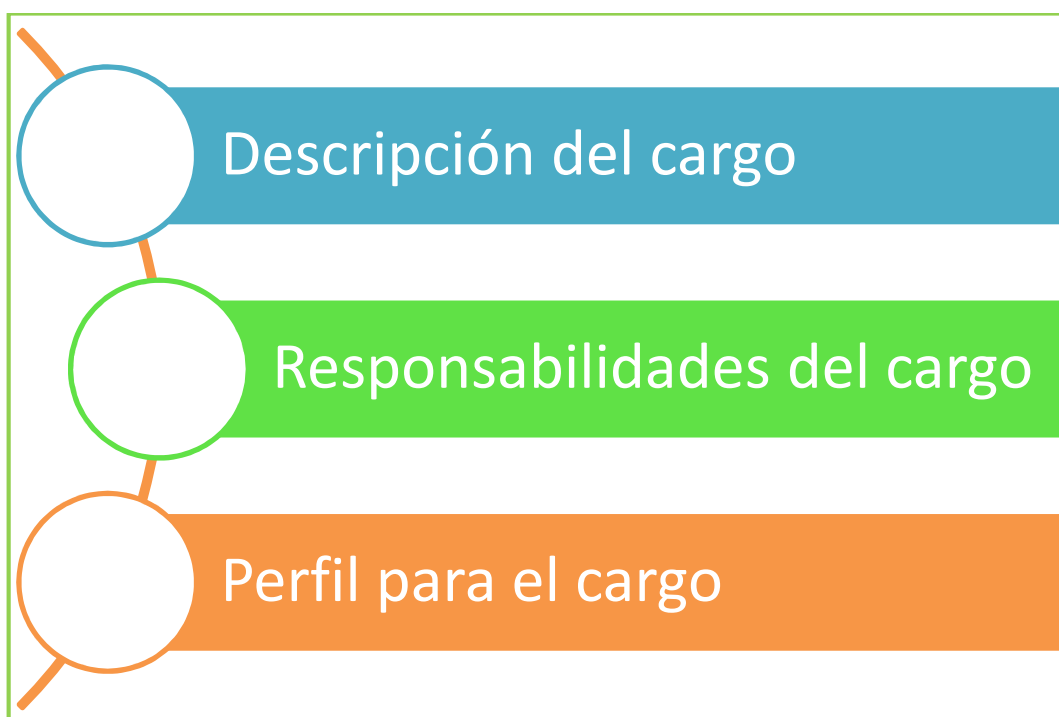 Descripción del cargo
Responsabilidades del cargo
Perfil para el cargo